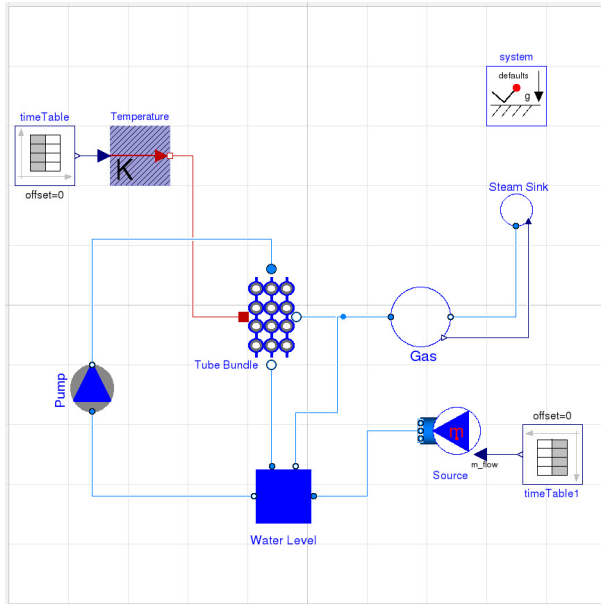 system
defaults
g
timeTable
Temperature
K
offset=0
Steam Sink
Tube Bundle
Gas
Pump
offset=0
m
Source
m_flow
timeTable1
Water Level